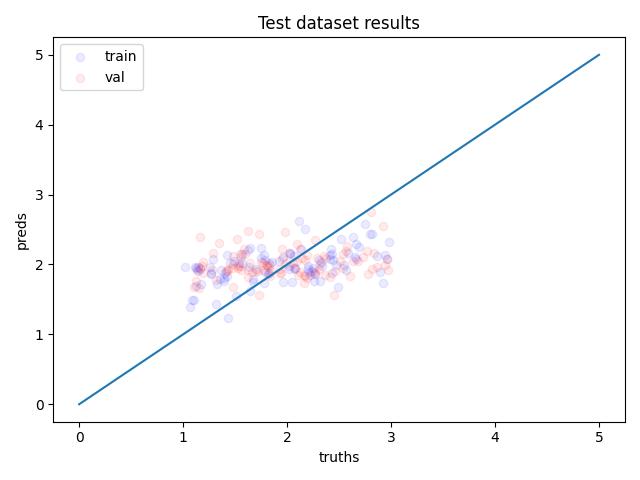 Test dataset results
train
val
preds
5
4
3
2
1
0
0 1 2 3 4 5
truths